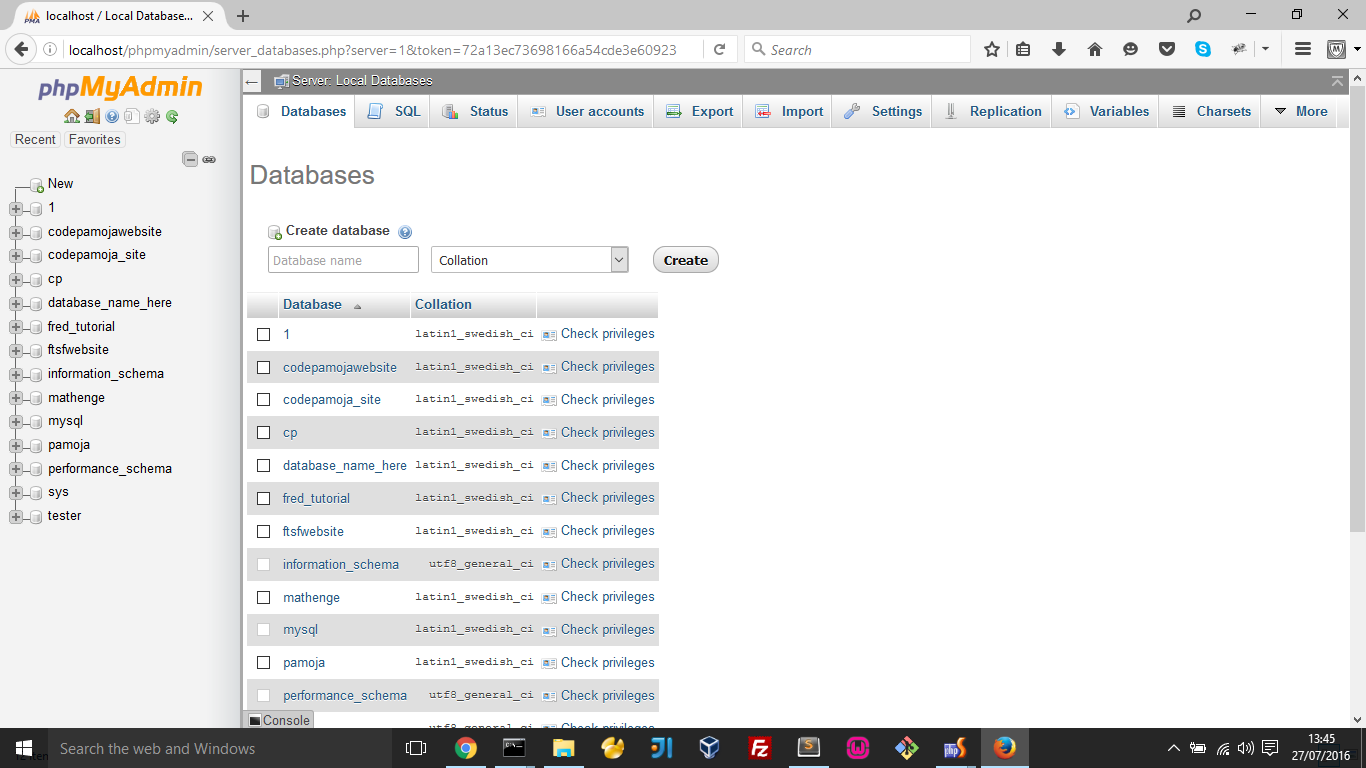 localhost / Local Database...
localhost/phpmyadmin/server_databases.php?server=1&token=72a13ec73698166a54cde3e60923
Search
phpMyAdmin
Recent Favorites
New
1
codepamojawebsite
codepamoja_site
cp
database_name_here
fred_tutorial
ftsfwebsite
information_schema
mathenge
mysql
pamoja
performance_schema
sys
tester
Server: Local Databases
Databases SQL Status User accounts Export Import Settings Replication Variables Charsets More
Databases
Create database
Database name Collation Create
Database Collation
1 latin1_swedish_ci Check privileges
codepamojawebsite latin1_swedish_ci Check privileges
codepamoja_site latin1_swedish_ci Check privileges
cp latin1_swedish_ci Check privileges
database_name_here latin1_swedish_ci Check privileges
fred_tutorial latin1_swedish_ci Check privileges
ftsfwebsite latin1_swedish_ci Check privileges
information_schema utf8_general_ci Check privileges
mathenge latin1_swedish_ci Check privileges
mysql latin1_swedish_ci Check privileges
pamoja latin1_swedish_ci Check privileges
performance_schema utf8_general_ci Check privileges
utf8_general_ci Check privileges
Console
Search the web and Windows
13:45
27/07/2016